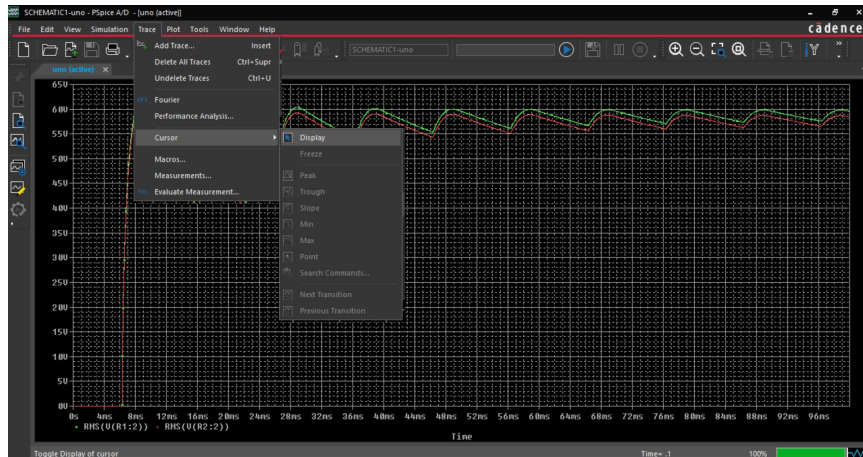 SCHEMATIC1-uno - PSpice A/D - [uno (active)]
File Edit View Simulation Trace Plot Tools Window Help
cādence
SCHEMATIC1-uno
uno (active)
Add Trace... Insert
Delete All Traces Ctrl+Supr
Undelete Traces Ctrl+U
Fourier
Performance Analysis...
Cursor
Macros...
Measurements...
Evaluate Measurement...
Display
Freeze
Peak
Trough
Slope
Min
Max
Point
Search Commands...
Next Transition
Previous Transition
65V
60V
55V
50V
45V
40V
35V
30V
25V
20V
15V
10V
5V
0V
0s 4ms 8ms 12ms 16ms 20ms 24ms 28ms 32ms 36ms 40ms 44ms 48ms 52ms 56ms 60ms 64ms 68ms 72ms 76ms 80ms 84ms 88ms 92ms 96ms
RMS(V(R1:2)) RMS(V(R2:2))
Time
Toggle Display of cursor Time= .1 100%